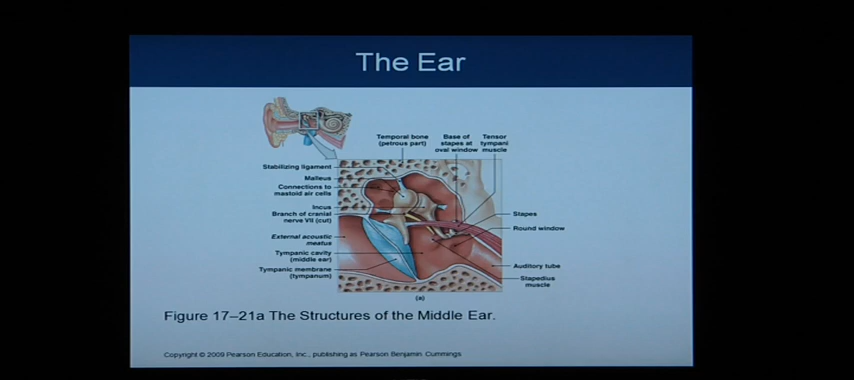 The Ear
Temporal bone
(petrous part)
Base of
stapes at
oval window
Tensor
tympani
muscle
Stabilizing ligament
Malleus
Connections to
mastoid air cells
Incus
Branch of cranial
nerve VII (cut)
External acoustic
meatus
Tympanic cavity
(middle ear)
Tympanic membrane
(tympanum)
Stapes
Round window
Auditory tube
Stapedius
muscle
(a)
Figure 17–21a The Structures of the Middle Ear.
Copyright © 2009 Pearson Education, Inc., publishing as Pearson Benjamin Cummings